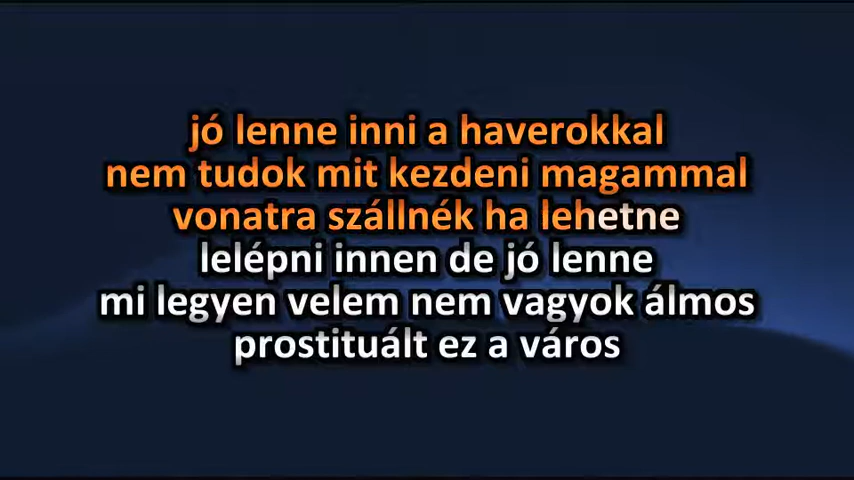 jó lenne inni a haverokkal
nem tudok mit kezdeni magammal
vonatra szállnék ha lehetne
lelépni innen de jó lenne
mi legyen velem nem vagyok álmos
prostituált ez a város